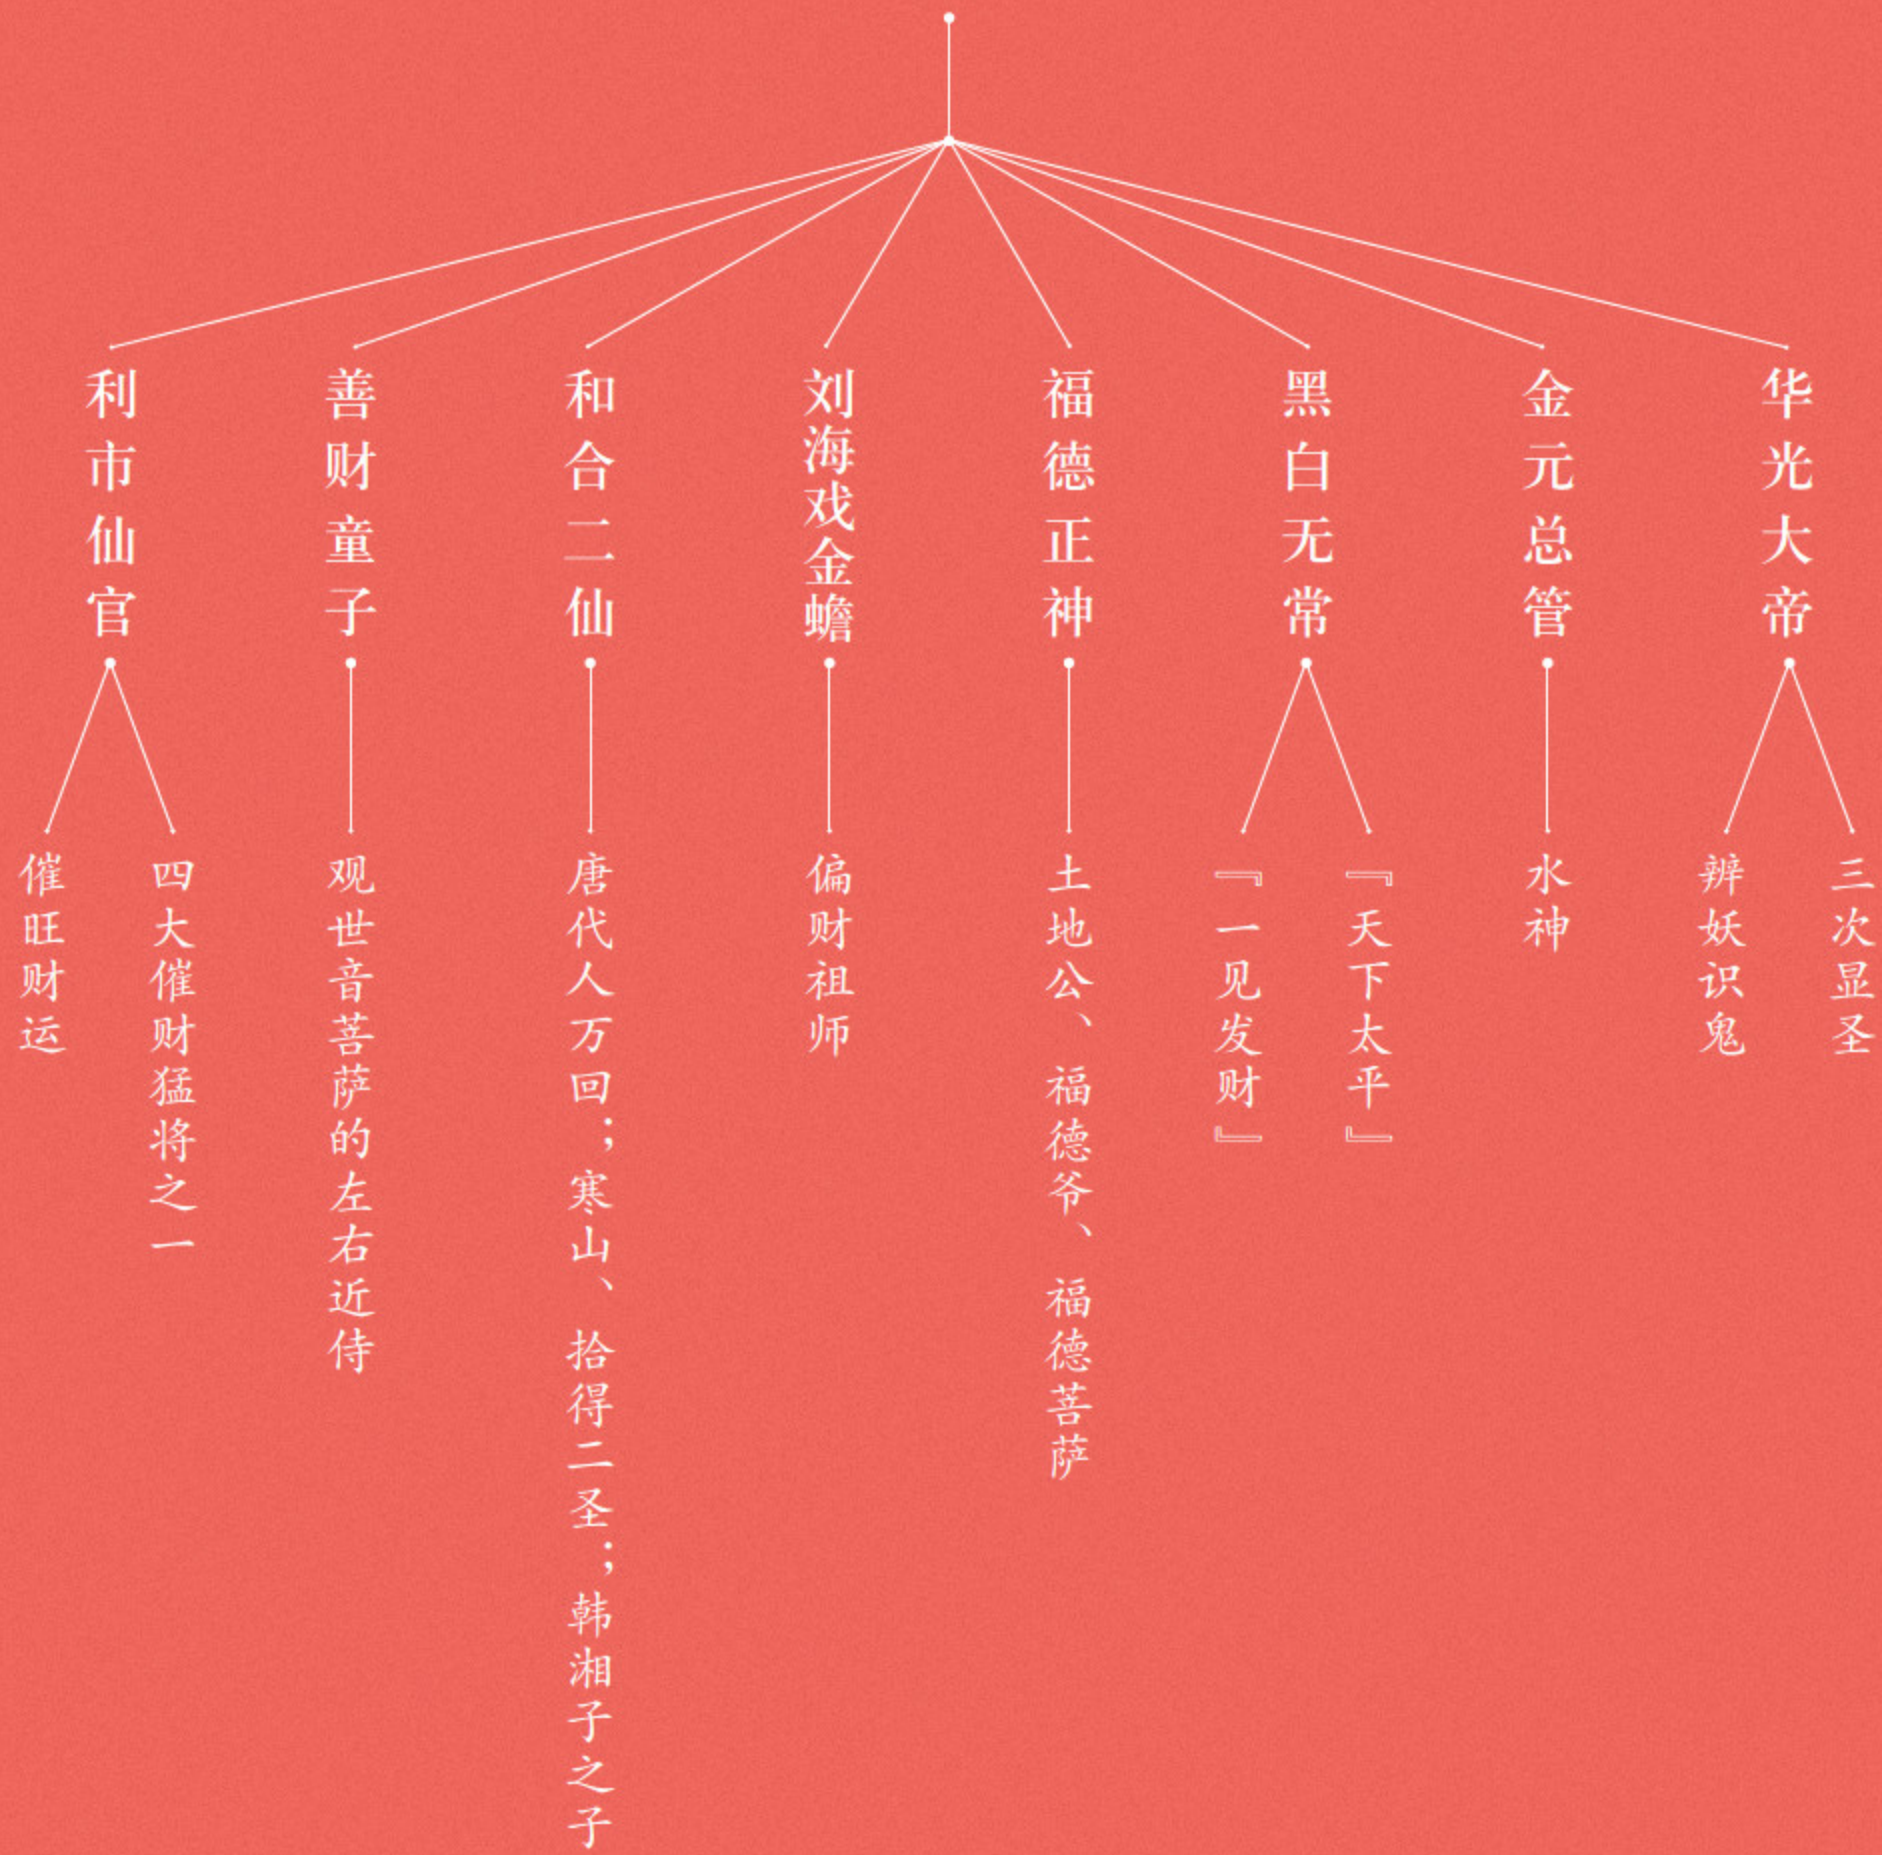 利市仙官
善财童子
和合二仙
刘海戏金蟾
福德正神
黑白无常
金元总管
华光大帝
催旺财运
四大催财猛将之一
观世音菩萨的左右近侍
唐代人万回；寒山、拾得二圣；韩湘子之子
偏财祖师
土地公、福德爷、福德菩萨
『一见发财』
『天下太平』
水神
辨妖识鬼
三次显圣